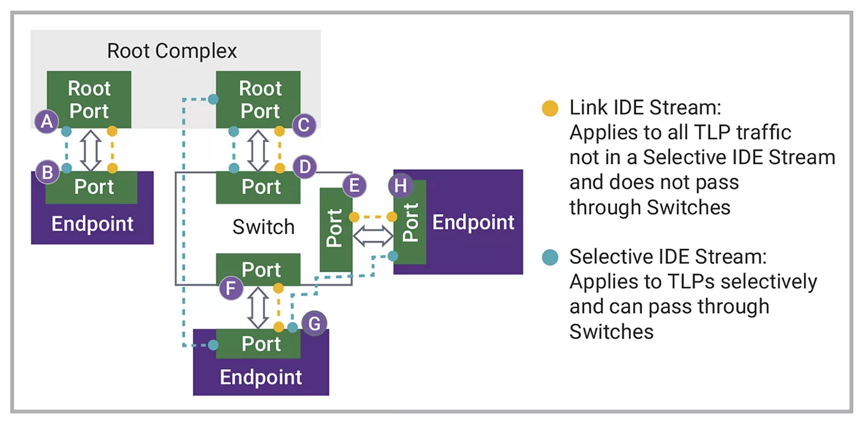 Root Complex
Root
Port
Root
Port
A
C
B
D
Port
Port
E
H
Endpoint
Switch
Port
Port
Endpoint
Port
F
G
Port
Endpoint
Link IDE Stream:
Applies to all TLP traffic
not in a Selective IDE Stream
and does not pass
through Switches
Selective IDE Stream:
Applies to TLPs selectively
and can pass through
Switches